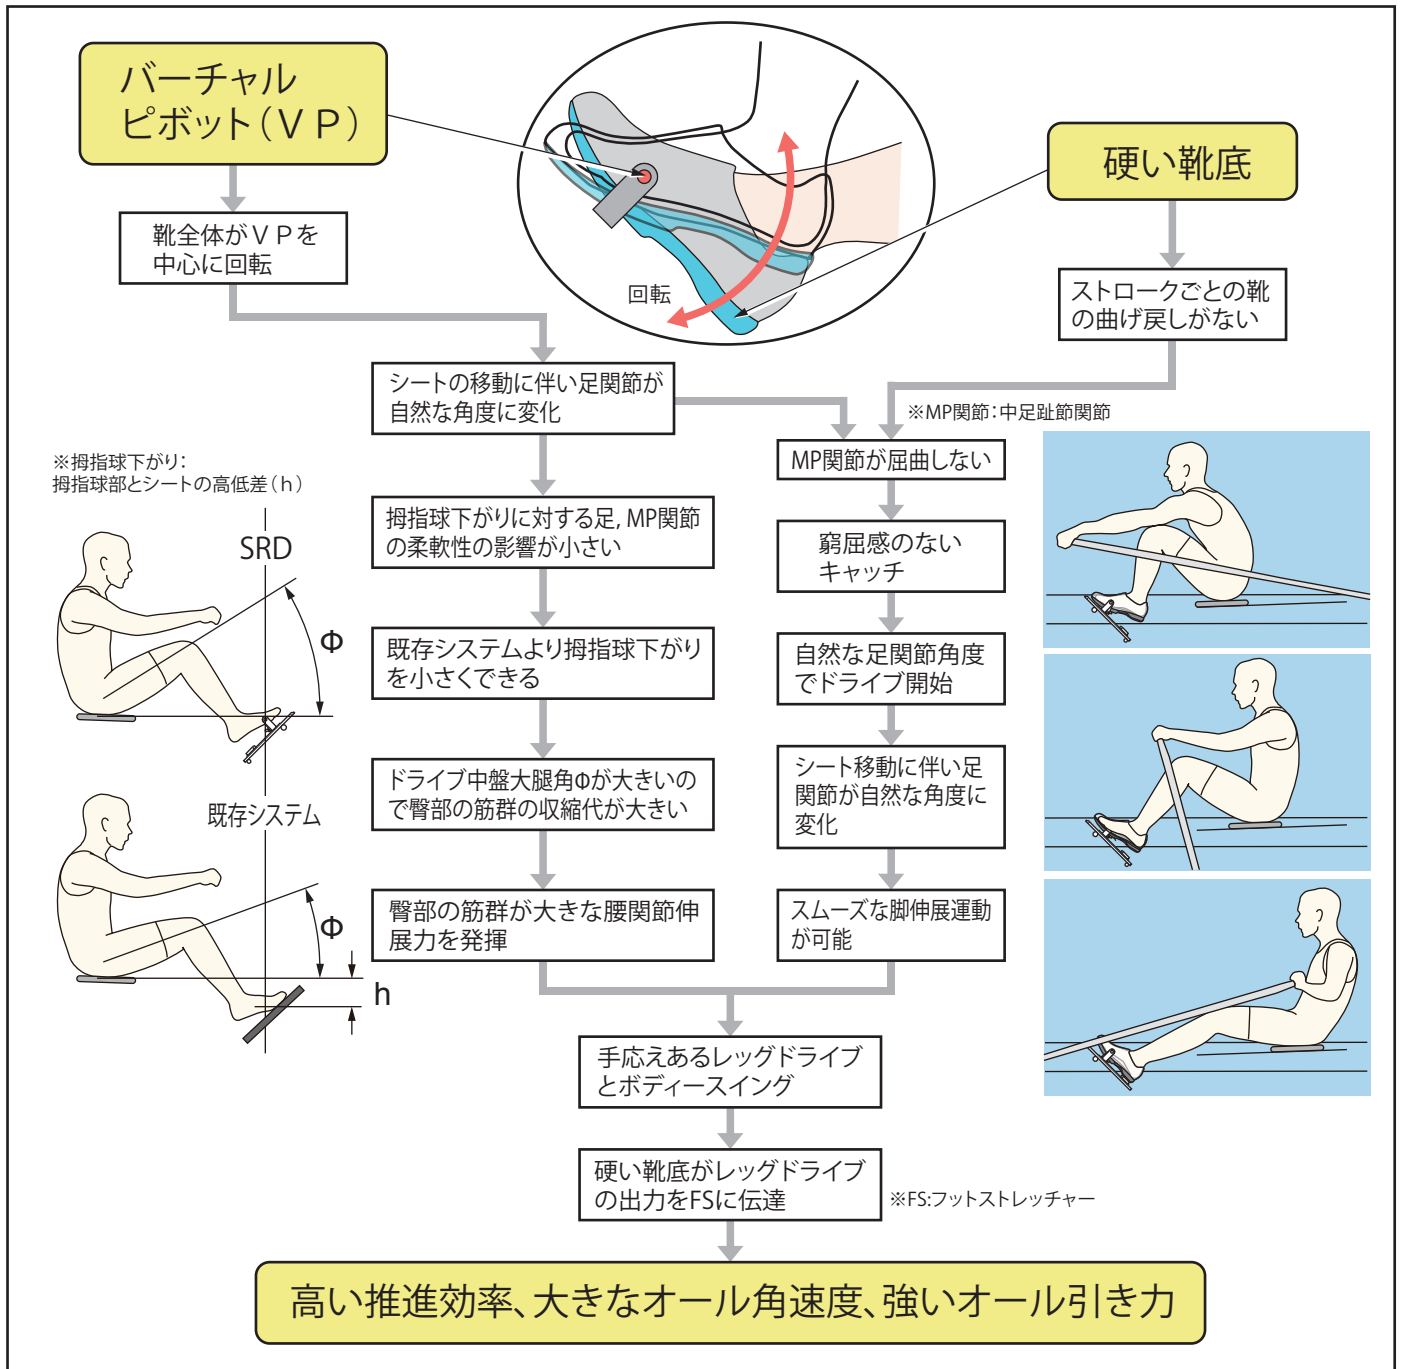 バーチャル
ピボット（ＶＰ）
硬い靴底
回転
靴全体がＶＰを
中心に回転
ストロークごとの靴
の曲げ戻しがない
シートの移動に伴い足関節が
自然な角度に変化
※MP関節：中足趾節関節
MP関節が屈曲しない
※拇指球下がり：
拇指球部とシートの高低差（h）
SRD
Φ
拇指球下がりに対する足，MP関節
の柔軟性の影響が小さい
窮屈感のない
キャッチ
既存システムより拇指球下がり
を小さくできる
自然な足関節角度
でドライブ開始
ドライブ中盤大腿角Φが大きいの
で臀部の筋群の収縮代が大きい
シート移動に伴い足
関節が自然な角度に
変化
既存システム
Φ
h
臀部の筋群が大きな腰関節伸
展力を発揮
スムーズな脚伸展運動
が可能
手応えあるレッグドライブ
とボディースイング
硬い靴底がレッグドライブ
の出力をFSに伝達
※FS:フットストレッチャー
高い推進効率、大きなオール角速度、強いオール引き力